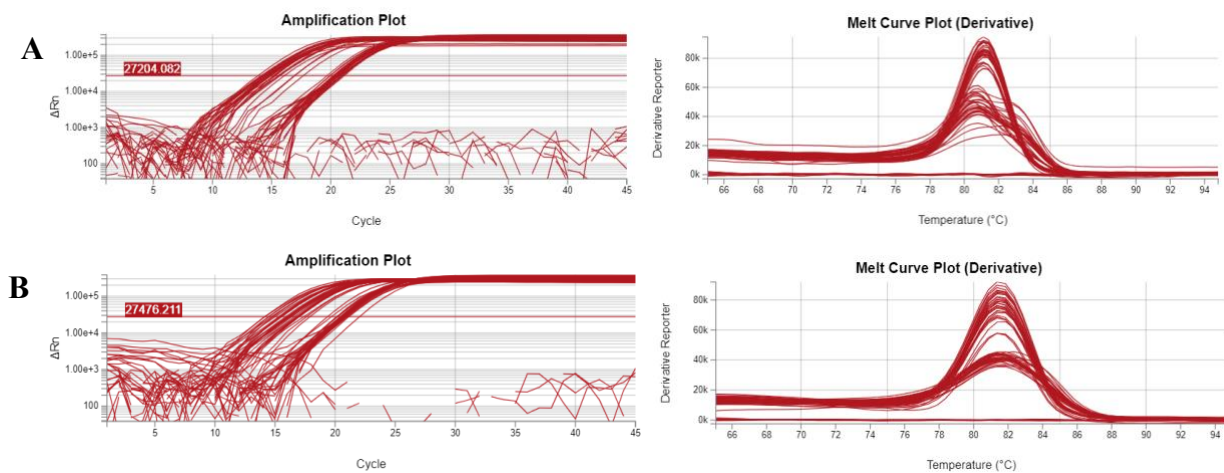 A
Amplification Plot
ΔRn
1.00e+5
1.00e+4
1.00e+3
100
27204.082
5 10 15 20 25 30 35 40 45
Cycle
Melt Curve Plot (Derivative)
Derivative Reporter
80k
60k
40k
20k
0k
66 68 70 72 74 76 78 80 82 84 86 88 90 92 94
Temperature (°C)
B
Amplification Plot
ΔRn
1.00e+5
1.00e+4
1.00e+3
100
27476.211
5 10 15 20 25 30 35 40 45
Cycle
Melt Curve Plot (Derivative)
Derivative Reporter
80k
60k
40k
20k
0k
66 68 70 72 74 76 78 80 82 84 86 88 90 92 94
Temperature (°C)